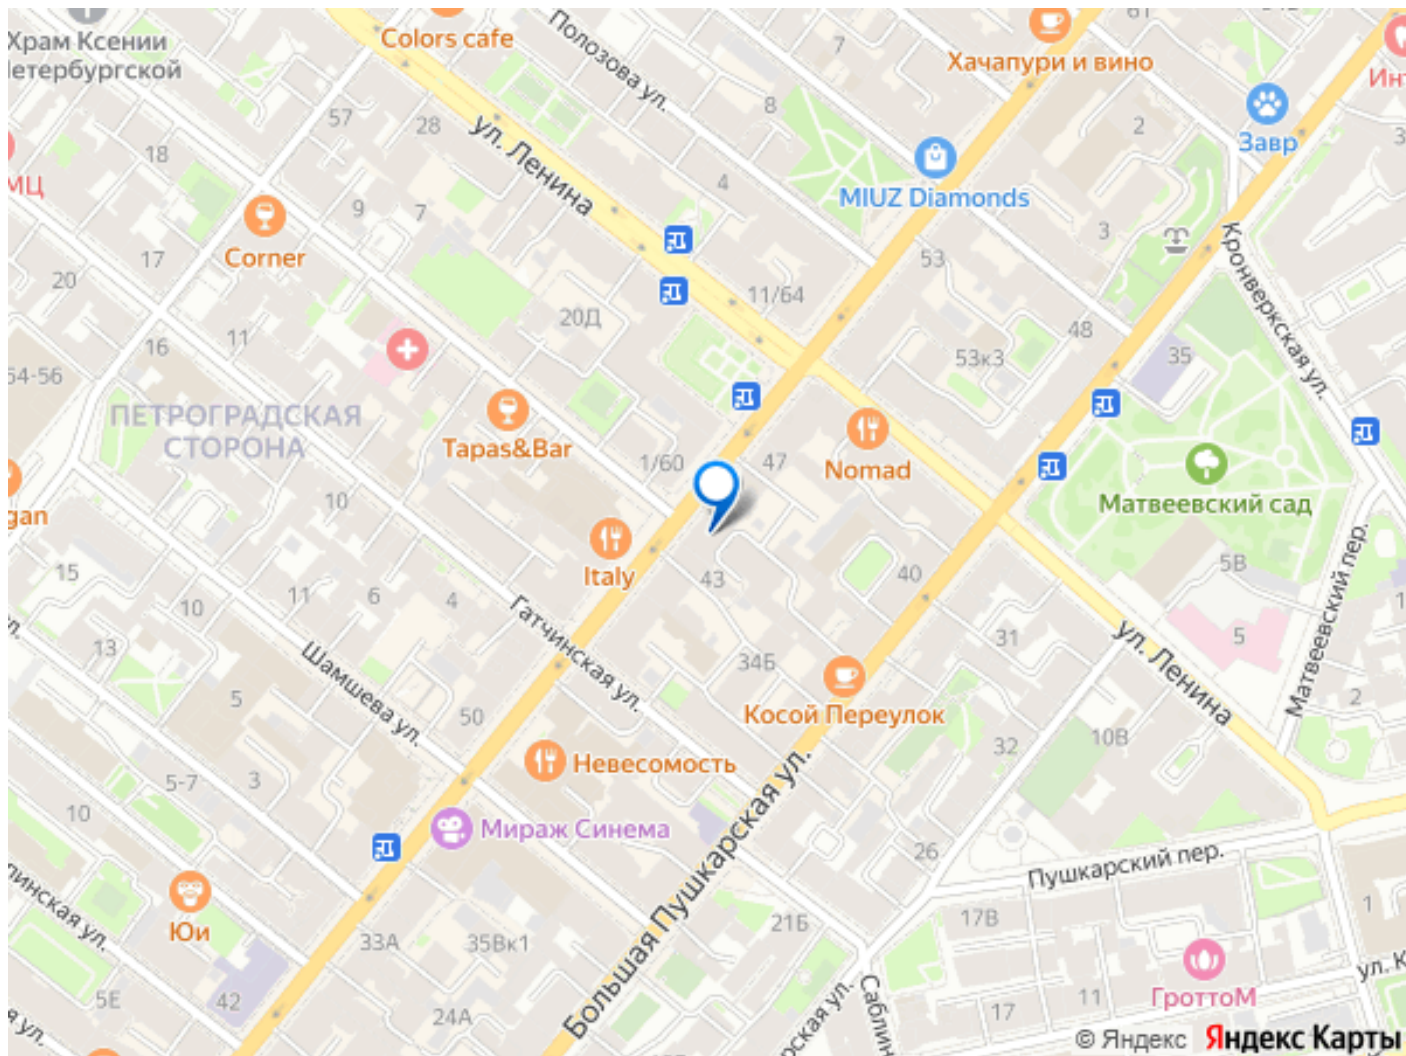 Храм Ксении
Петербургской
Colors cafe
Полозова ул.
7
61
Хачапури и вино
Завр
57
28
18
8
2
ул. Ленина
4
MIUZ Diamonds
9
7
17
Corner
20
3
53
Кронверкская ул.
11/64
20Д
11
16
48
35
53к3
54-56
ПЕТРОГРАДСКАЯ
СТОРОНА
Tapas&Bar
1/60
47
Nomad
Матвеевский сад
10
Italy
43
40
5В
15
11
6
4
10
13
Гатчинская ул.
Шамшева ул.
34Б
31
5
ул. Ленина
Матвеевский пер.
2
5
50
Косой Переулок
32
10В
Невесомость
5-7
3
10
Мираж Синема
Большая Пушкарская ул.
26
Пушкарский пер.
Юи
33А
35Вк1
21Б
17В
1
42
5Е
24А
ГроттоМ
17
11
© Яндекс Яндекс Карты